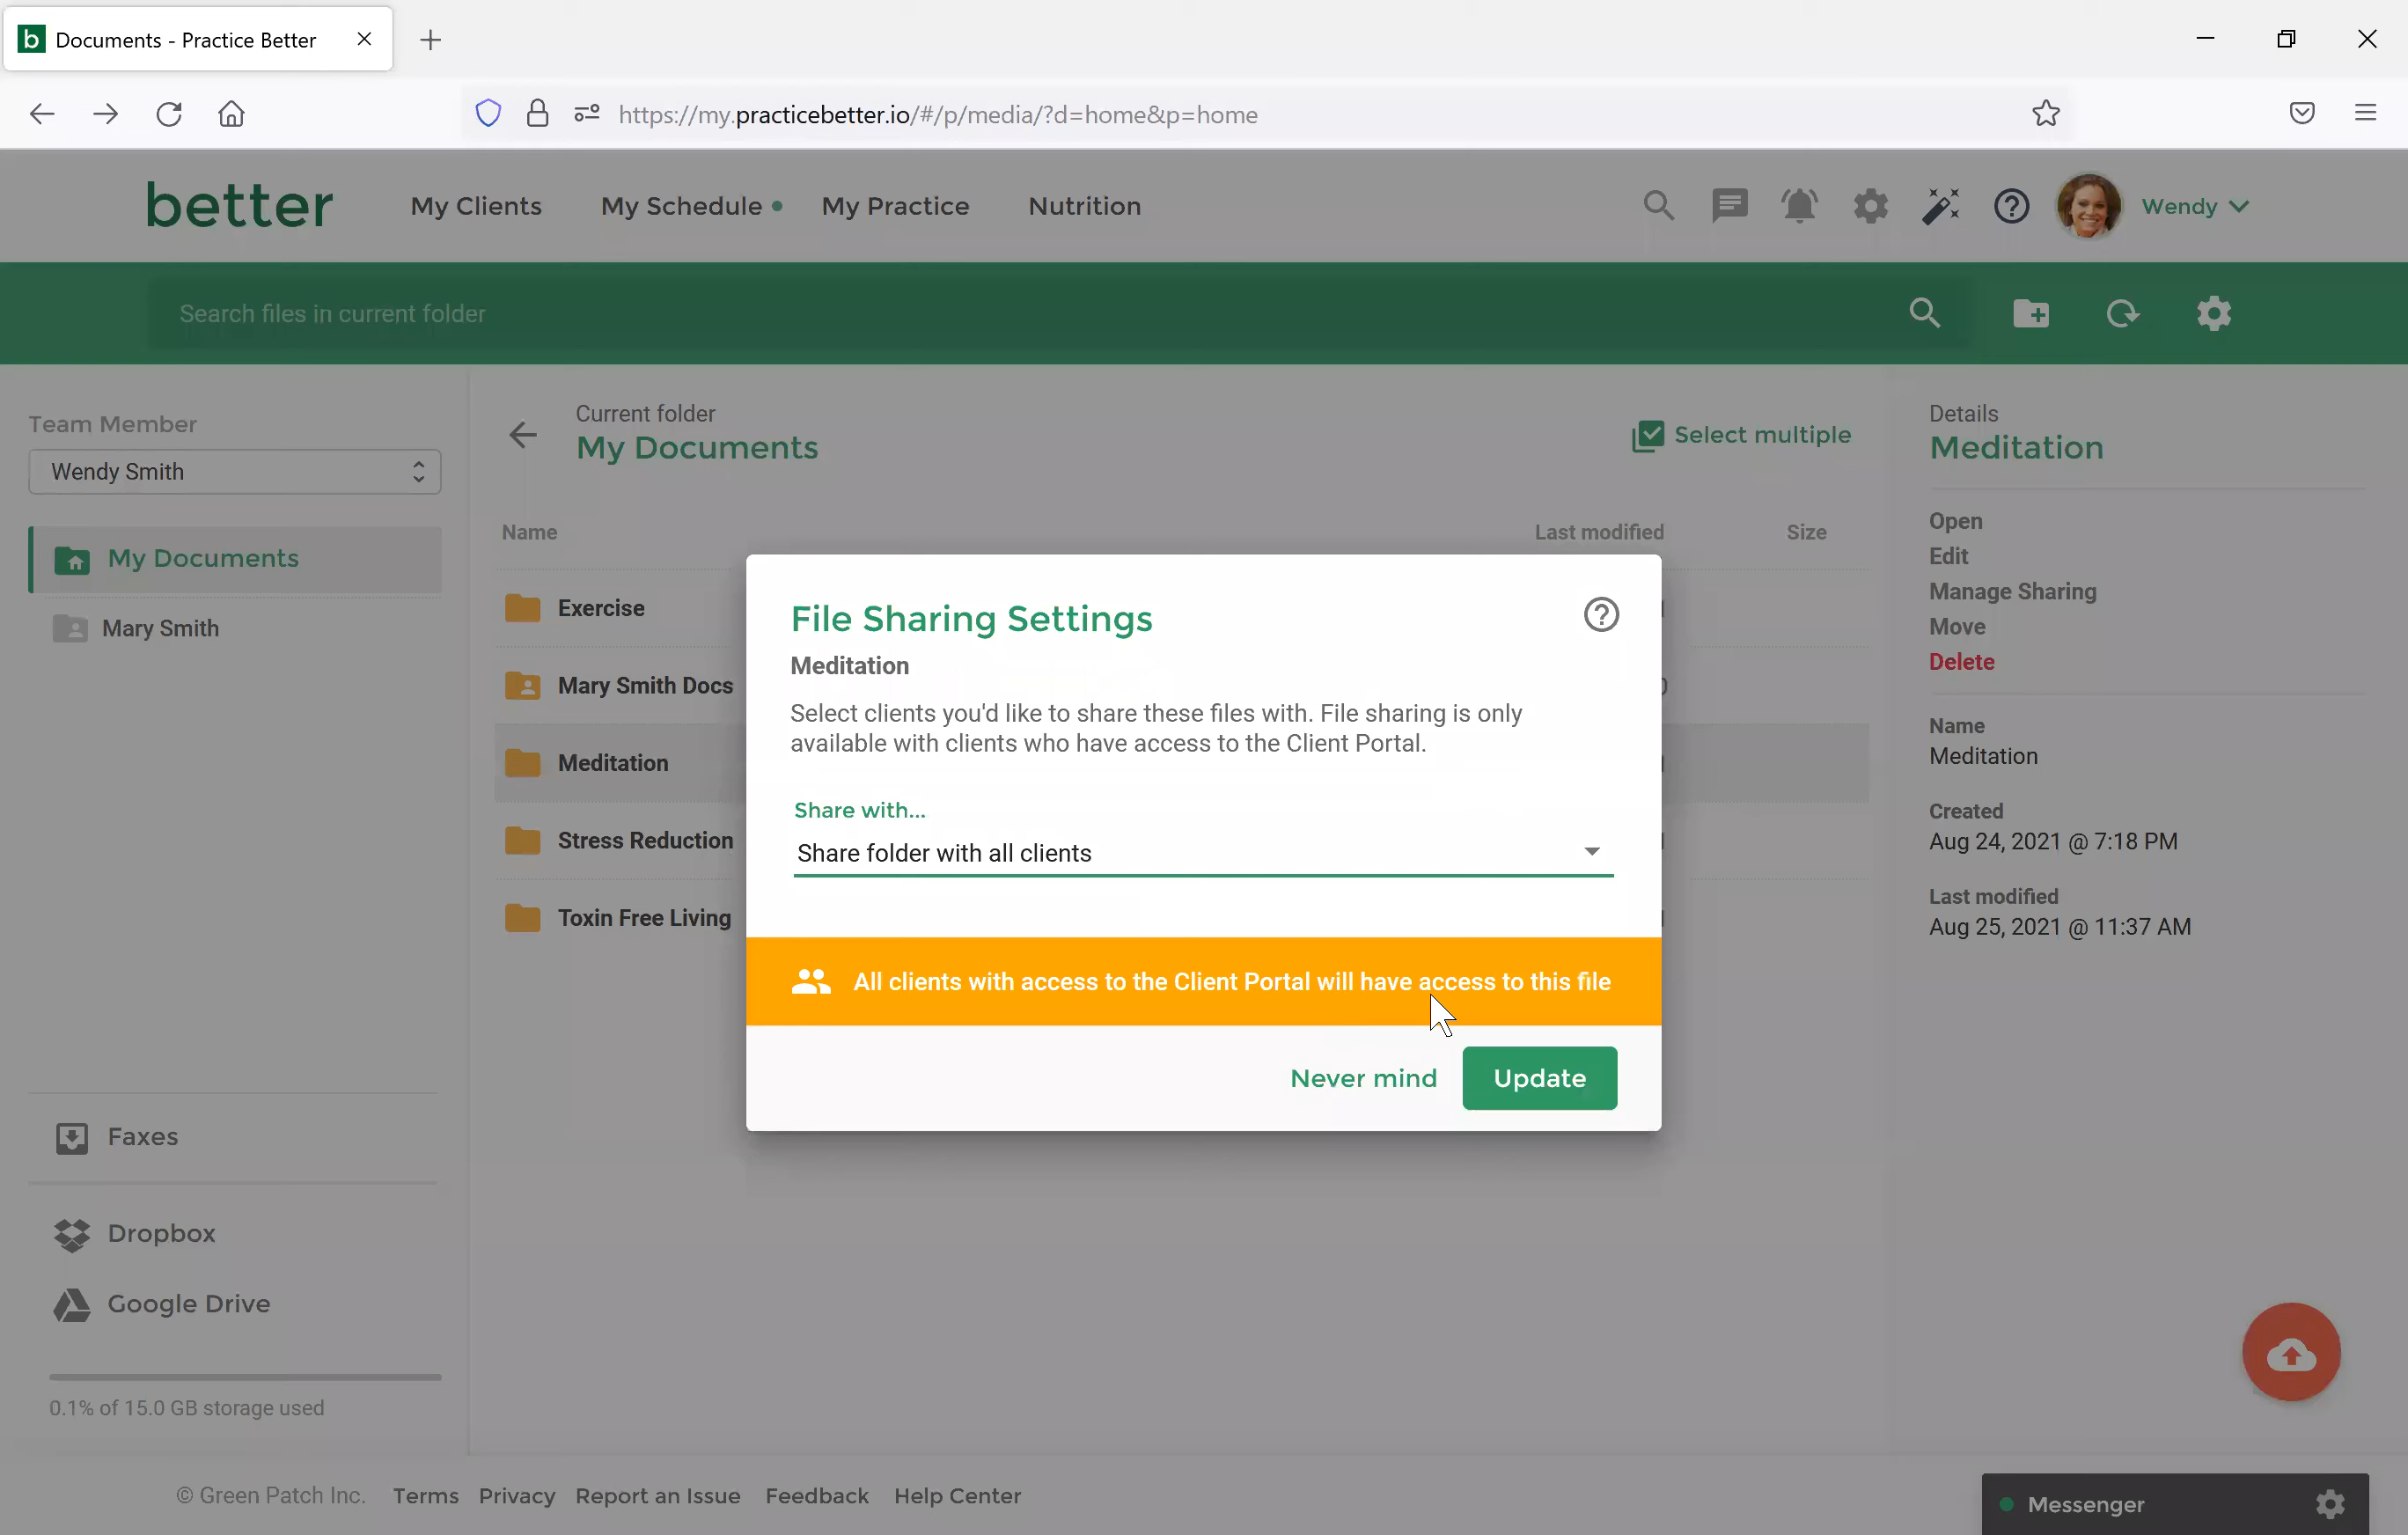 Documents - Practice Better
https://my.practicebetter.io/#/p/media/?d=home&p=home
better
My Clients
My Schedule
My Practice
Nutrition
Wendy
Search files in current folder
Team Member
Wendy Smith
My Documents
Mary Smith
Faxes
Dropbox
Google Drive
0.1% of 15.0 GB storage used
Current folder
My Documents
Select multiple
Name
Last modified
Size
Exercise
Mary Smith Docs
Meditation
Stress Reduction
Toxin Free Living
File Sharing Settings
Meditation
Select clients you'd like to share these files with. File sharing is only
available with clients who have access to the Client Portal.
Share with...
Share folder with all clients
All clients with access to the Client Portal will have access to this file
Never mind
Update
Details
Meditation
Open
Edit
Manage Sharing
Move
Delete
Name
Meditation
Created
Aug 24, 2021 @ 7:18 PM
Last modified
Aug 25, 2021 @ 11:37 AM
© Green Patch Inc.
Terms
Privacy
Report an Issue
Feedback
Help Center
Messenger